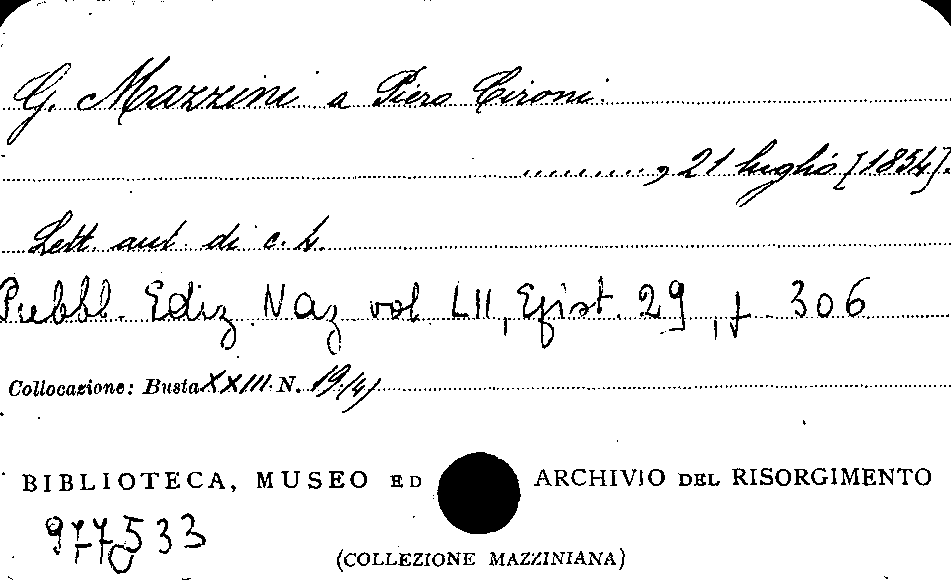 G. Mazzini a Piero Cironi.
.........., 21 luglio [1854].
Lett. aut. di c. 4.
Pubbl. Ediz Naz vol LII, Epist. 29, p. 306
Collocazione: Busta XXIII N. 19(4)
BIBLIOTECA, MUSEO ED ARCHIVIO DEL RISORGIMENTO
977533
(COLLEZIONE MAZZINIANA)